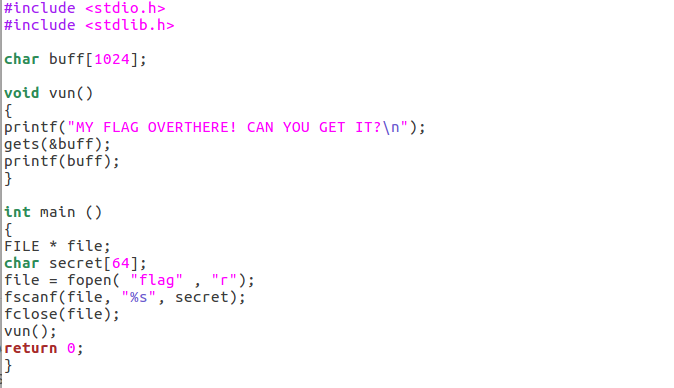 #include <stdio.h>
#include <stdlib.h>
char buff[1024];
void vun()
{
printf("MY FLAG OVERTHERE! CAN YOU GET IT?\n");
gets(&buff);
printf(buff);
}
int main ()
{
FILE * file;
char secret[64];
file = fopen( "flag" , "r");
fscanf(file, "%s", secret);
fclose(file);
vun();
return 0;
}